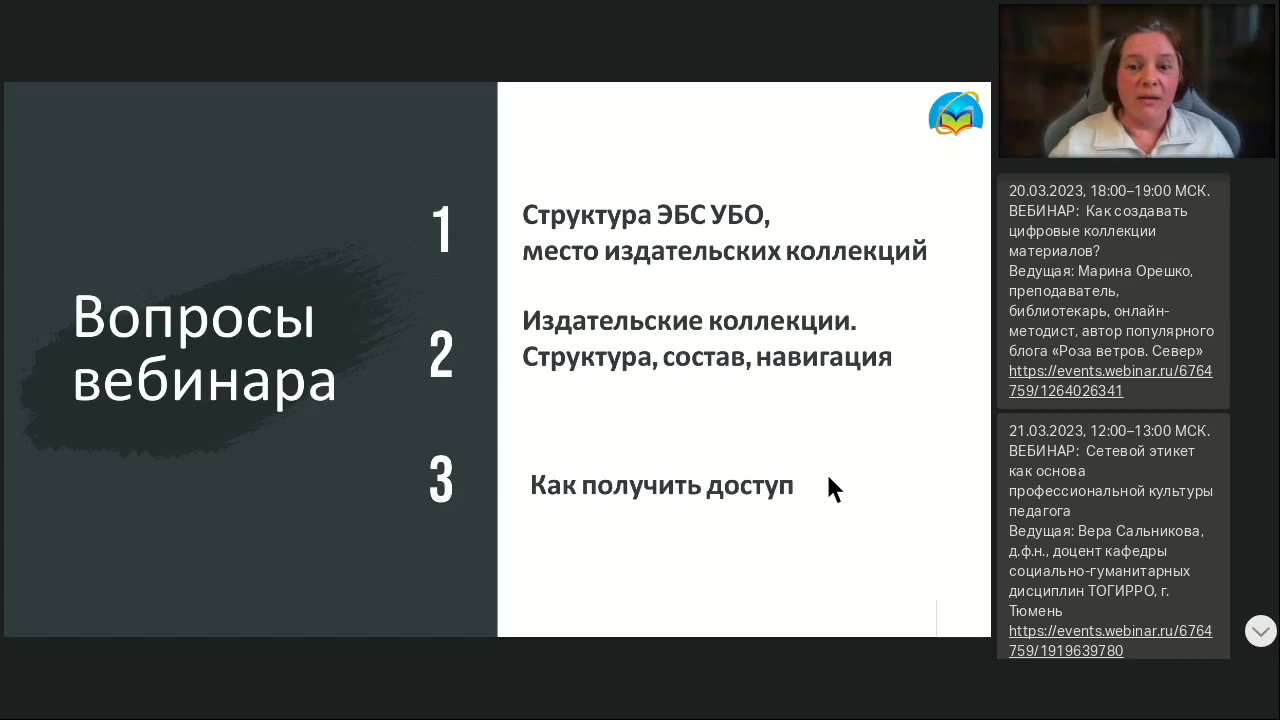 Вопросы
вебинара
1
Структура ЭБС УБО,
место издательских коллекций
2
Издательские коллекции.
Структура, состав, навигация
3
Как получить доступ
20.03.2023, 18:00–19:00 МСК.
ВЕБИНАР: Как создавать
цифровые коллекции
материалов?
Ведущая: Марина Орешко,
преподаватель,
библиотекарь, онлайн-
методист, автор популярного
блога «Роза ветров. Север»
https://events.webinar.ru/6764
759/1264026341
21.03.2023, 12:00–13:00 МСК.
ВЕБИНАР: Сетевой этикет
как основа
профессиональной культуры
педагога
Ведущая: Вера Сальникова,
д.ф.н., доцент кафедры
социально-гуманитарных
дисциплин ТОГИРРО, г.
Тюмень
https://events.webinar.ru/6764
759/1919639780